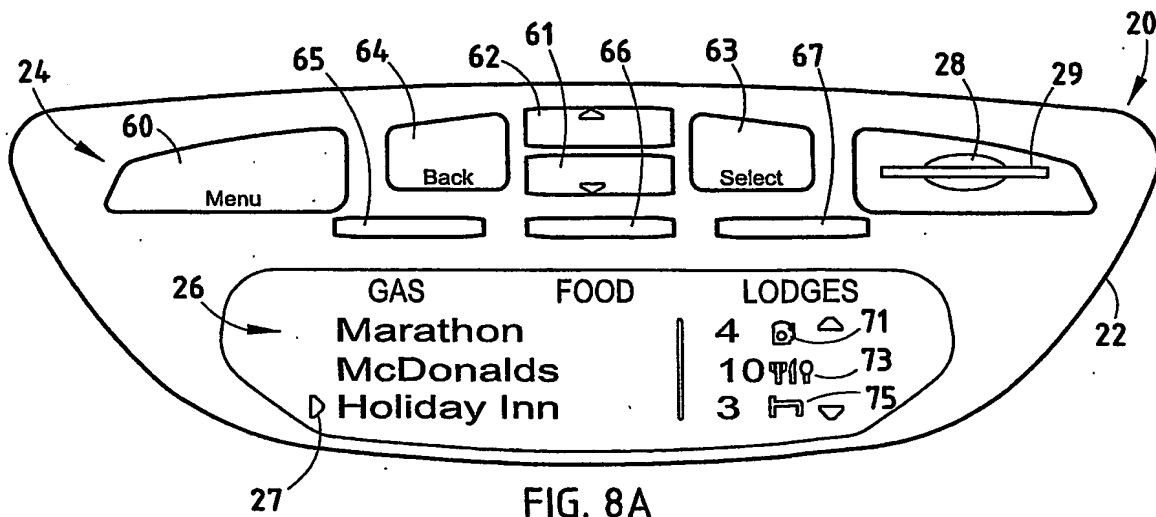 20
61
64
62
66
67
28
29
65
24
60
63
Back
Select
Menu
GAS FOOD LODGES
26
Marathon 4 71
McDonalds 10 73
Holiday Inn 3 75
22
27
FIG. 8A